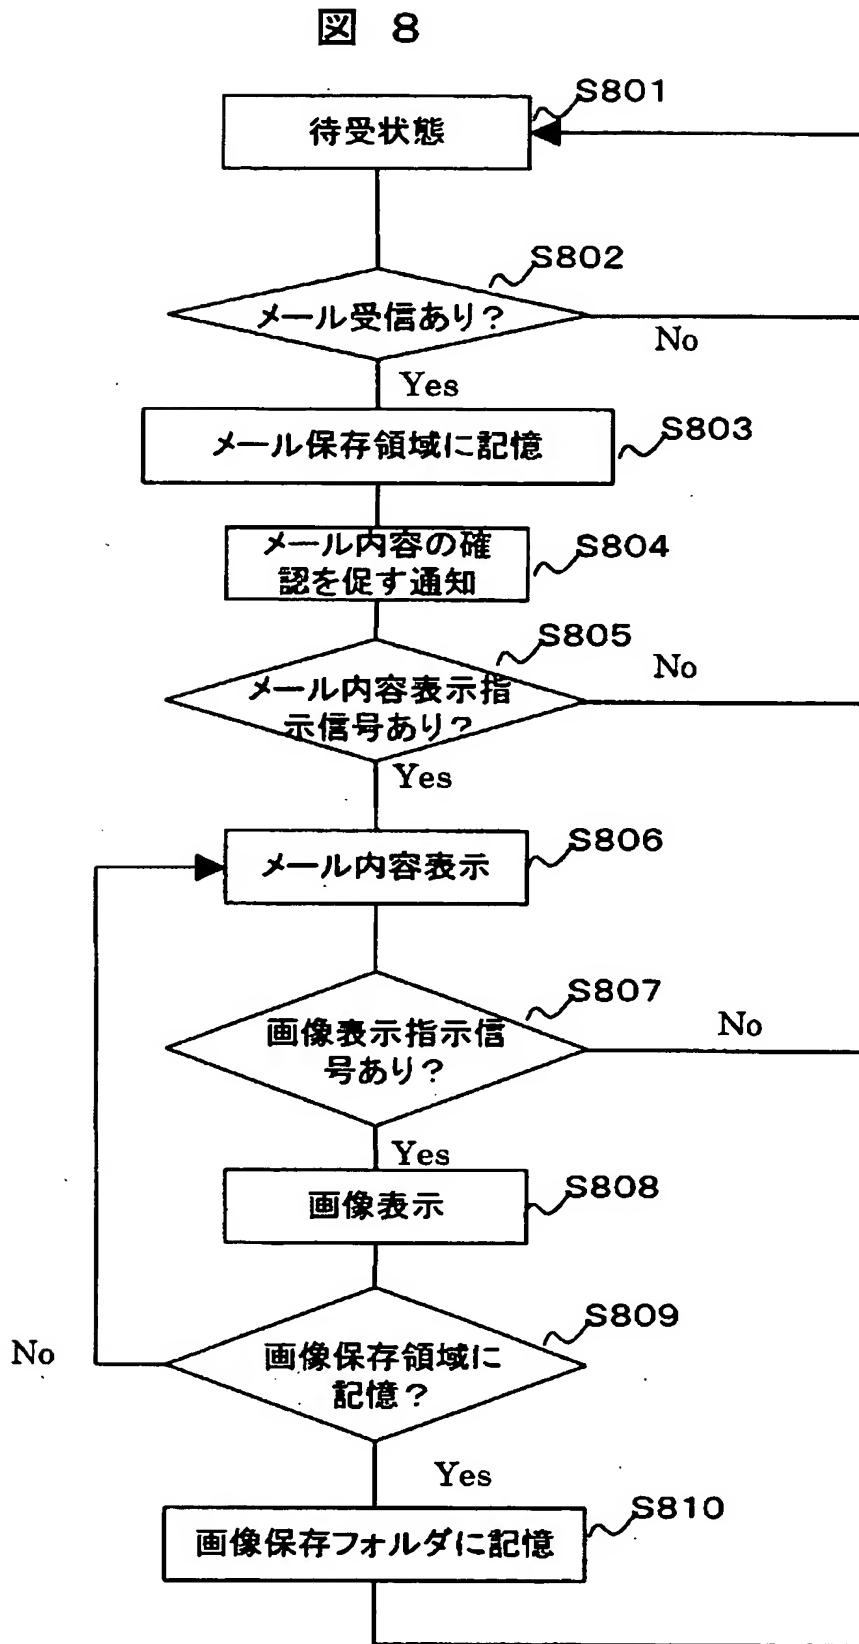 図 8
S801
待受状態
S802
メール受信あり？
No
Yes
メール保存領域に記憶
S803
メール内容の確
認を促す通知
S804
S805
No
メール内容表示指
示信号あり？
Yes
メール内容表示
S806
S807
画像表示指示信
号あり？
No
Yes
画像表示
S808
S809
画像保存領域に
記憶？
No
Yes
S810
画像保存フォルダに記憶